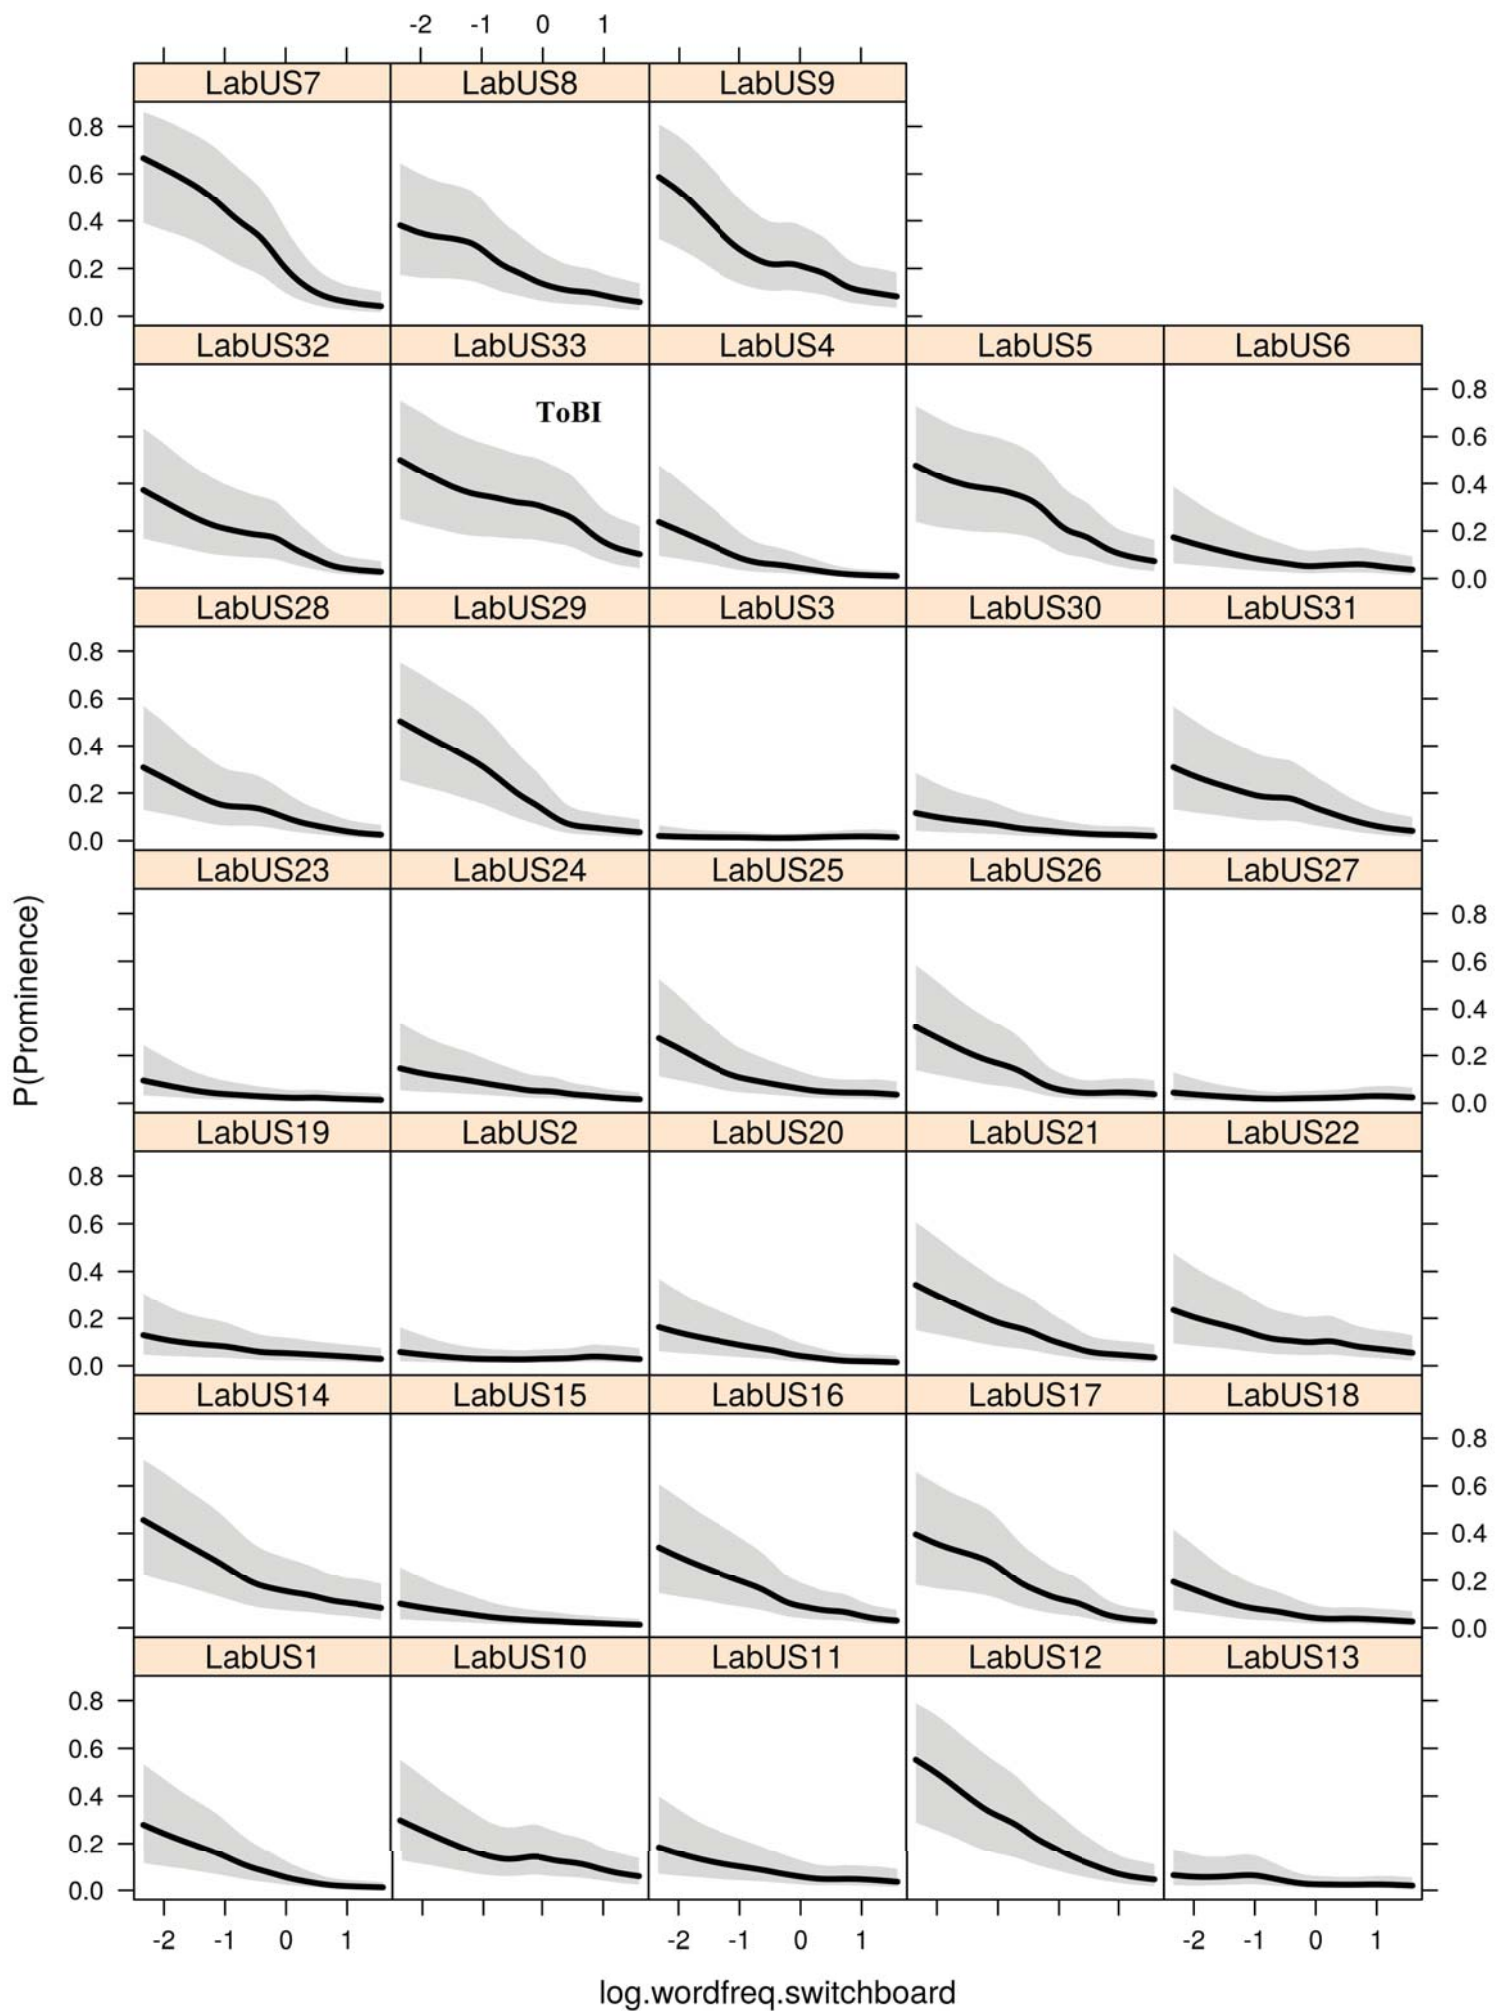 -2 -1 0 1
LabUS7 LabUS8 LabUS9
0.8
0.6
0.4
0.2
0.0
LabUS32 LabUS33 LabUS4 LabUS5 LabUS6
ToBI
0.8
0.6
0.4
0.2
0.0
LabUS28 LabUS29 LabUS3 LabUS30 LabUS31
0.8
0.6
0.4
0.2
0.0
LabUS23 LabUS24 LabUS25 LabUS26 LabUS27
0.8
0.6
0.4
0.2
0.0
P(Prominence)
LabUS19 LabUS2 LabUS20 LabUS21 LabUS22
0.8
0.6
0.4
0.2
0.0
LabUS14 LabUS15 LabUS16 LabUS17 LabUS18
0.8
0.6
0.4
0.2
0.0
LabUS1 LabUS10 LabUS11 LabUS12 LabUS13
0.8
0.6
0.4
0.2
0.0
-2 -1 0 1 -2 -1 0 1 -2 -1 0 1
log.wordfreq.switchboard